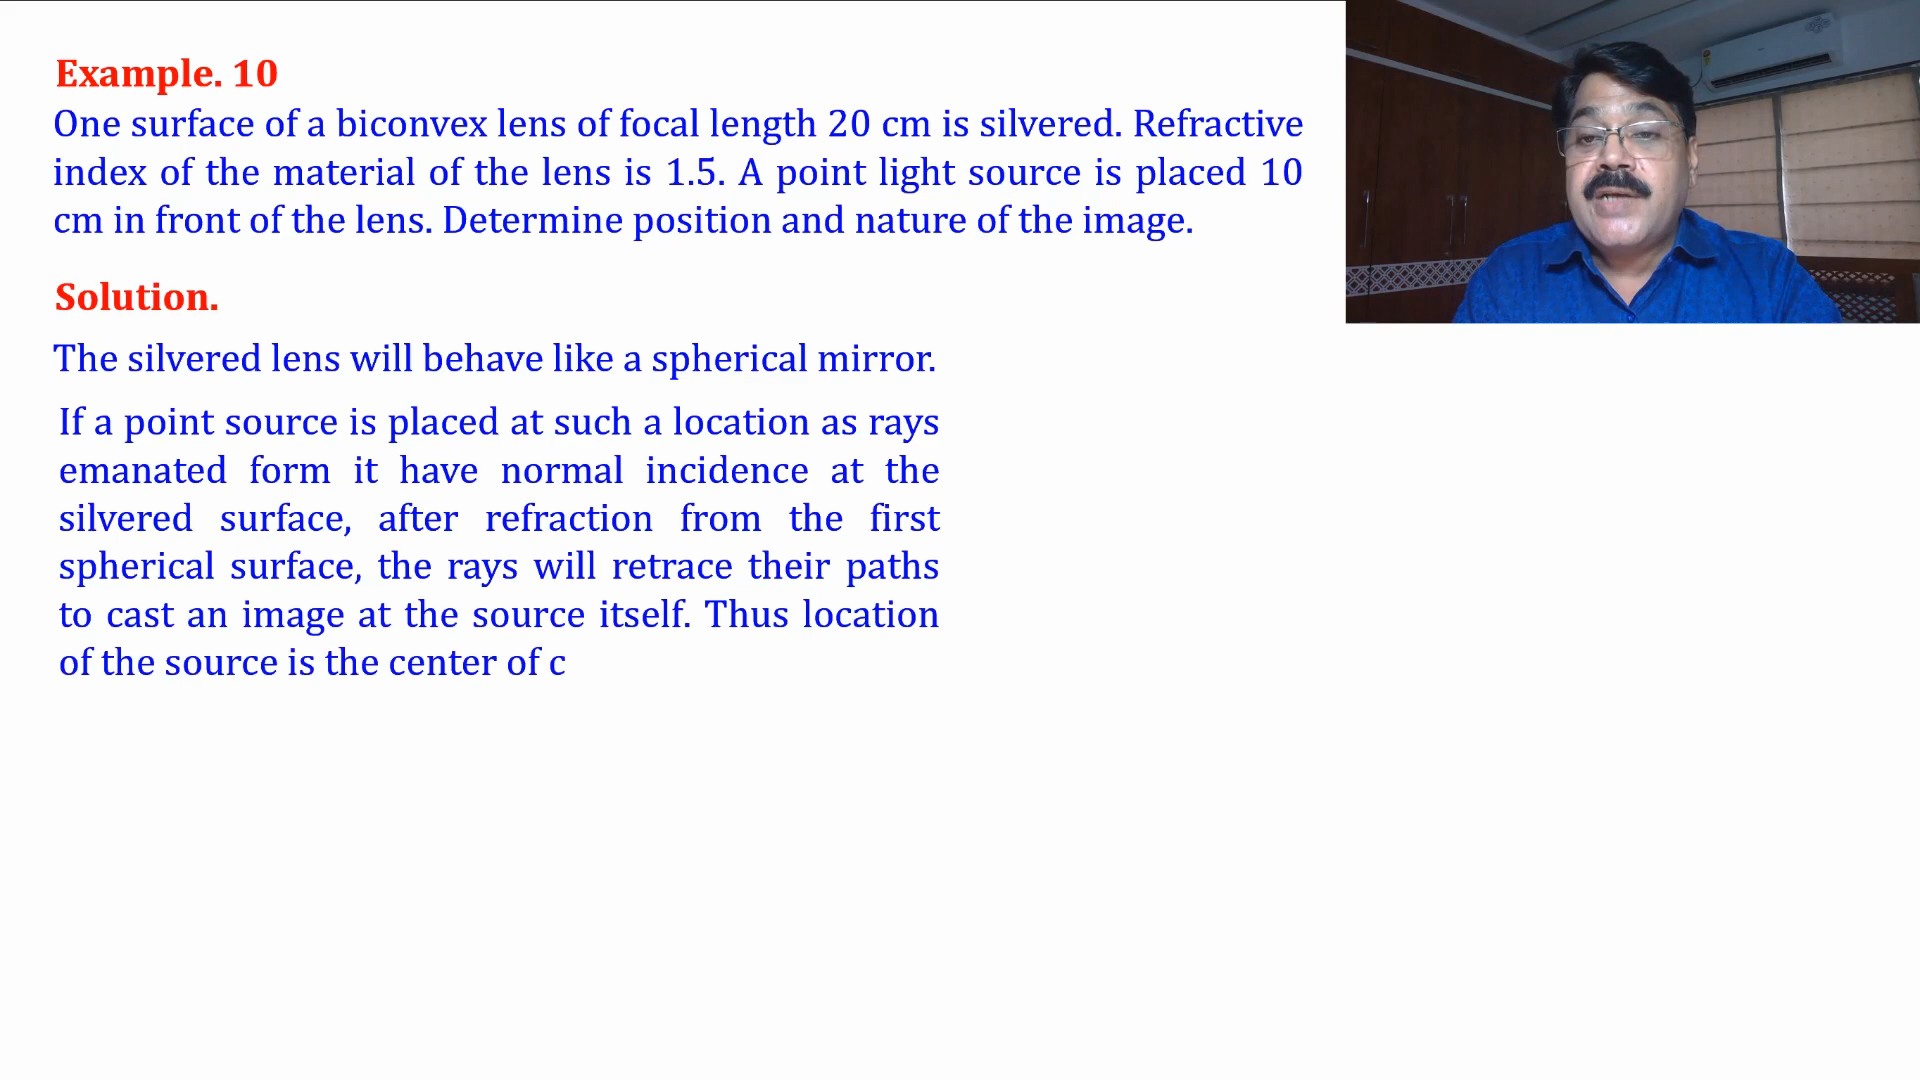 Example. 10
One surface of a biconvex lens of focal length 20 cm is silvered. Refractive
index of the material of the lens is 1.5. A point light source is placed 10
cm in front of the lens. Determine position and nature of the image.
Solution.
The silvered lens will behave like a spherical mirror.
If a point source is placed at such a location as rays
emanated form it have normal incidence at the
silvered surface, after refraction from the first
spherical surface, the rays will retrace their paths
to cast an image at the source itself. Thus location
of the source is the center of c